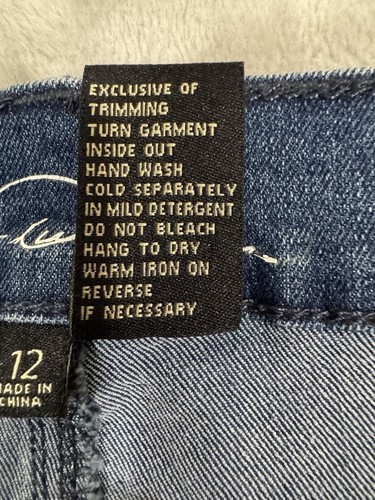 EXCLUSIVE OF
TRIMMING
TURN GARMENT
INSIDE OUT
HAND WASH
COLD SEPARATELY
IN MILD DETERGENT
DO NOT BLEACH
HANG TO DRY
WARM IRON ON
REVERSE
IF NECESSARY
12
MADE IN
CHINA